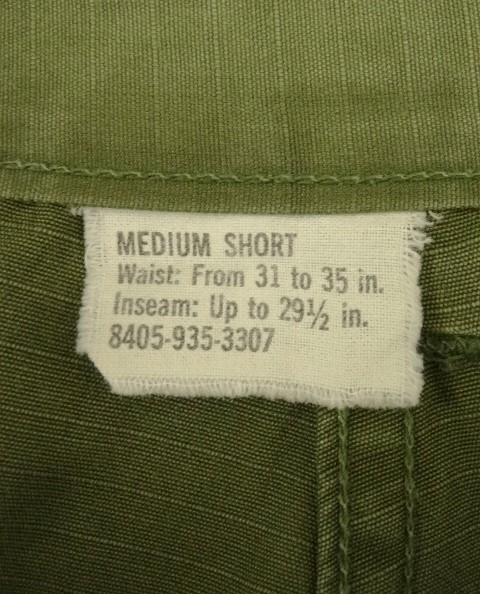 MEDIUM SHORT
Waist: From 31 to 35 in.
Inseam: Up to 29½ in.
8405-935-3307